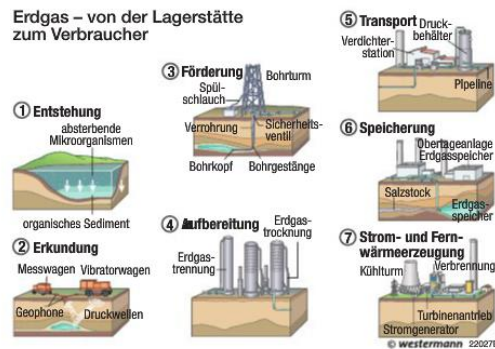 Erdgas – von der Lagerstätte
zum Verbraucher
① Entstehung
absterbende
Mikroorganismen
organisches Sediment
② Erkundung
Messwagen
Vibratorwagen
Geophone
Druckwellen
③ Förderung
Bohrturm
Spül-
schlauch
Verrohrung
Sicherheits-
ventil
Bohrkopf
Bohrgestänge
④ Aufbereitung
Erdgas-
trocknung
Erdgas-
trennung
⑤ Transport
Druck-
behälter
Verdichter-
station
Pipeline
⑥ Speicherung
Obertageanlage
Erdgasspeicher
Salzstock
Erdgas-
speicher
⑦ Strom- und Fern-
wärmeerzeugung
Kühlturm
Verbrennung
Turbinenantrieb
Stromgenerator
© westermann